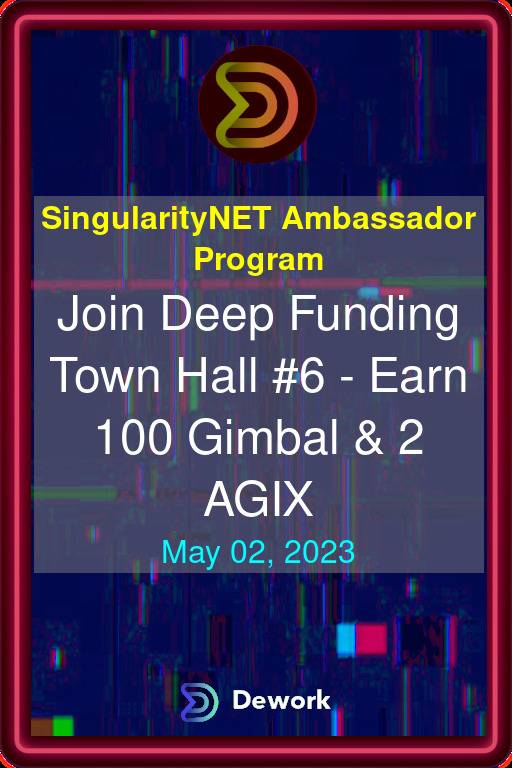 SingularityNET Ambassador
Program
Join Deep Funding
Town Hall #6 - Earn
100 Gimbal & 2
AGIX
May 02, 2023
Dework